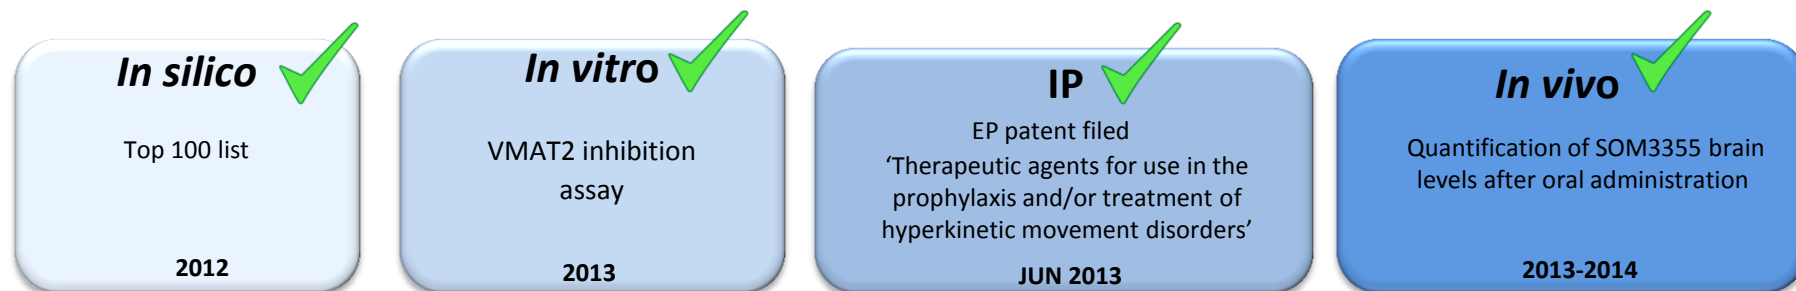 In silico
Top 100 list
2012
In vitro
VMAT2 inhibition
assay
2013
IP
EP patent filed
‘Therapeutic agents for use in the
prophylaxis and/or treatment of
hyperkinetic movement disorders’
JUN 2013
In vivo
Quantification of SOM3355 brain
levels after oral administration
2013-2014